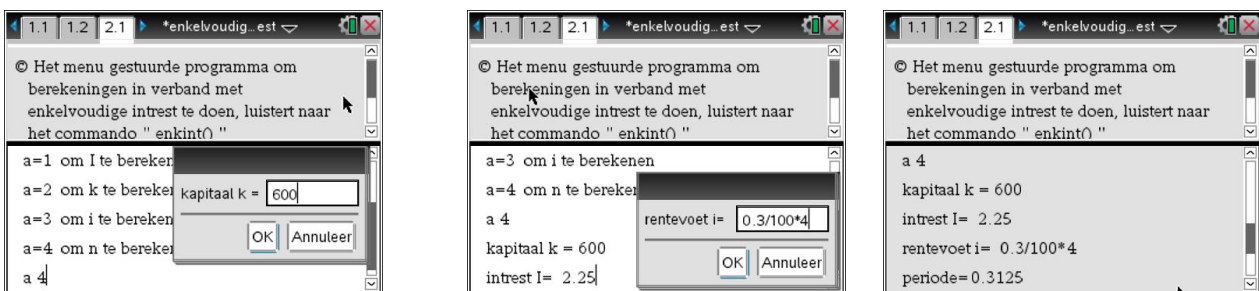 1.1 1.2 2.1 *enkelvoudig…est
© Het menu gestuurde programma om
berekeningen in verband met
enkelvoudige intrest te doen, luistert naar
het commando " enkint() "
a=1 om I te bereken
a=2 om k te bereken
a=3 om i te bereken
a=4 om n te bereken
a 4
kapitaal k = 600
OK Annuleer
1.1 1.2 2.1 *enkelvoudig…est
© Het menu gestuurde programma om
berekeningen in verband met
enkelvoudige intrest te doen, luistert naar
het commando " enkint() "
a=3 om i te berekenen
a=4 om n te bereken
a 4
kapitaal k = 600
intrest I= 2.25
rentevoet i= 0.3/100*4
OK Annuleer
1.1 1.2 2.1 *enkelvoudig…est
© Het menu gestuurde programma om
berekeningen in verband met
enkelvoudige intrest te doen, luistert naar
het commando " enkint() "
a 4
kapitaal k = 600
intrest I= 2.25
rentevoet i= 0.3/100*4
periode=0.3125